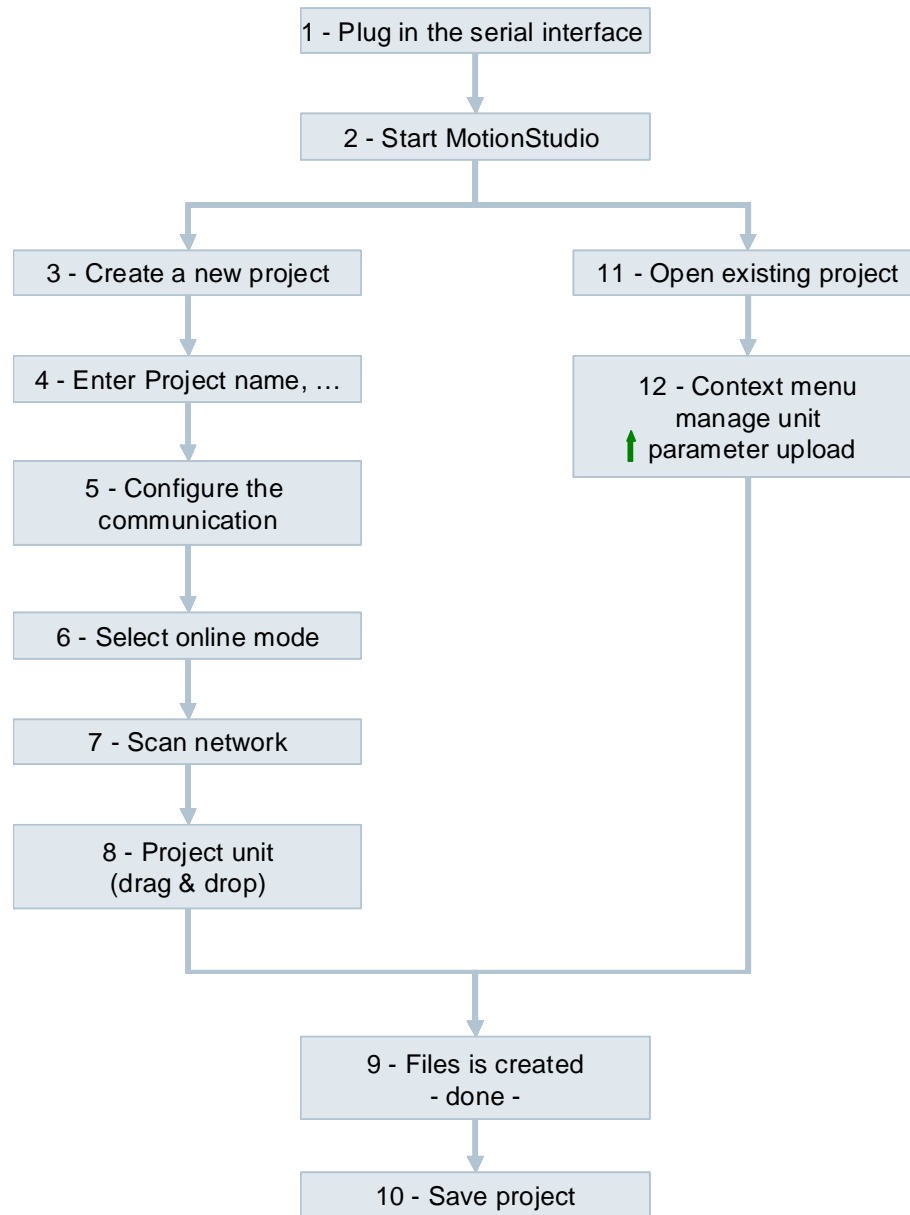 1 - Plug in the serial interface
2 - Start MotionStudio
3 - Create a new project
4 - Enter Project name, …
5 - Configure the
communication
6 - Select online mode
7 - Scan network
8 - Project unit
(drag & drop)
11 - Open existing project
12 - Context menu
manage unit
parameter upload
9 - Files is created
- done -
10 - Save project